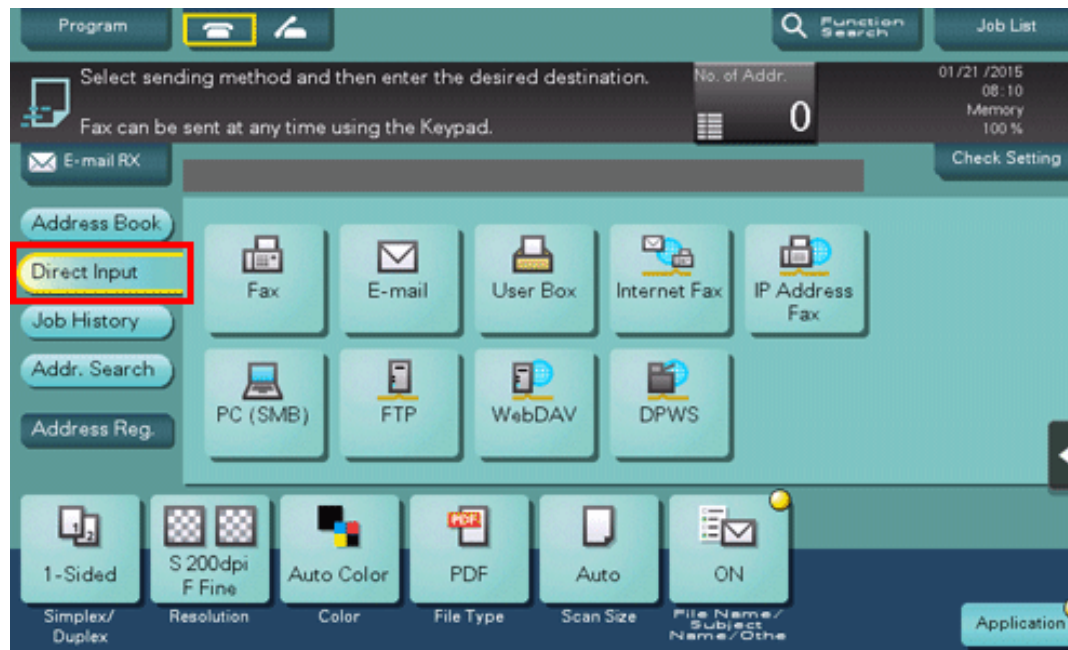 Program
Function
Search
Job List
Select sending method and then enter the desired destination.
Fax can be sent at any time using the Keypad.
No. of Addr.
0
01/21 /2015
08:10
Memory
100 %
E-mail RX
Check Setting
Address Book
Direct Input
Job History
Addr. Search
Address Reg.
Fax
E-mail
User Box
Internet Fax
IP Address
Fax
PC (SMB)
FTP
WebDAV
DPWS
1 2
1-Sided
S 200dpi
F Fine
Auto Color
PDF
PDF
Auto
ON
Simplex/
Duplex
Resolution
Color
File Type
Scan Size
File Name/
Subject
Name/Othe
Application